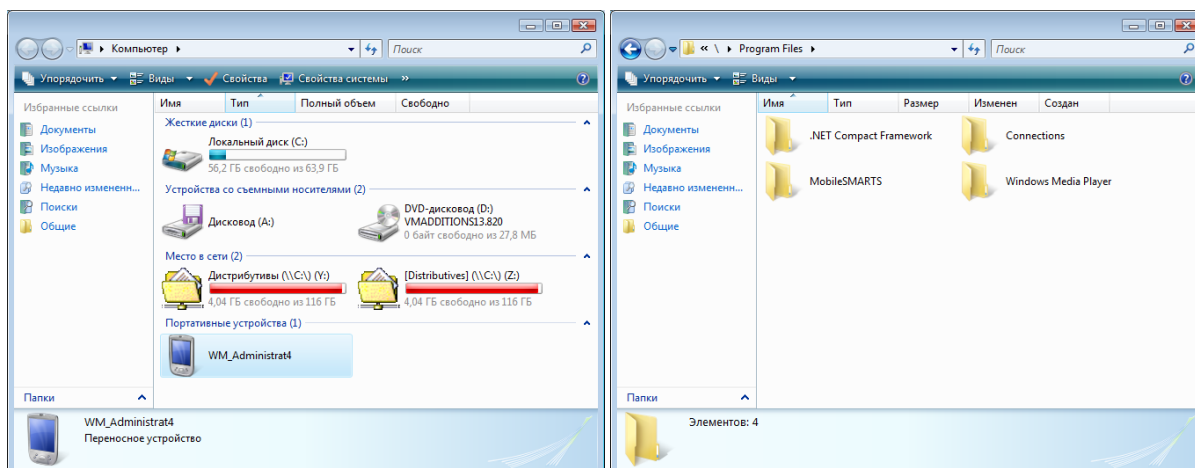 Компьютер
Поиск
Упорядочить Виды Свойства Свойства системы »
Избранные ссылки
Документы
Изображения
Музыка
Недавно измененн...
Поиски
Общие
Папки
Имя Тип Полный объем Свободно
Жесткие диски (1)
Локальный диск (C:)
56,2 ГБ свободно из 63,9 ГБ
Устройства со съемными носителями (2)
Дисковод (A:)
DVD-дисковод (D:)
VMADDITIONS13.820
0 байт свободно из 27,8 МБ
Место в сети (2)
Дистрибутивы (\\C:\) (Y:)
4,04 ГБ свободно из 116 ГБ
[Distributives] (\\C:\) (Z:)
4,04 ГБ свободно из 116 ГБ
Портативные устройства (1)
WM_Administrat4
WM_Administrat4
Переносное устройство
« \ Program Files
Поиск
Упорядочить Виды
Избранные ссылки
Документы
Изображения
Музыка
Недавно измененн...
Поиски
Общие
Папки
Имя Тип Размер Изменен Создан
.NET Compact Framework
Connections
MobileSMARTS
Windows Media Player
Элементов: 4